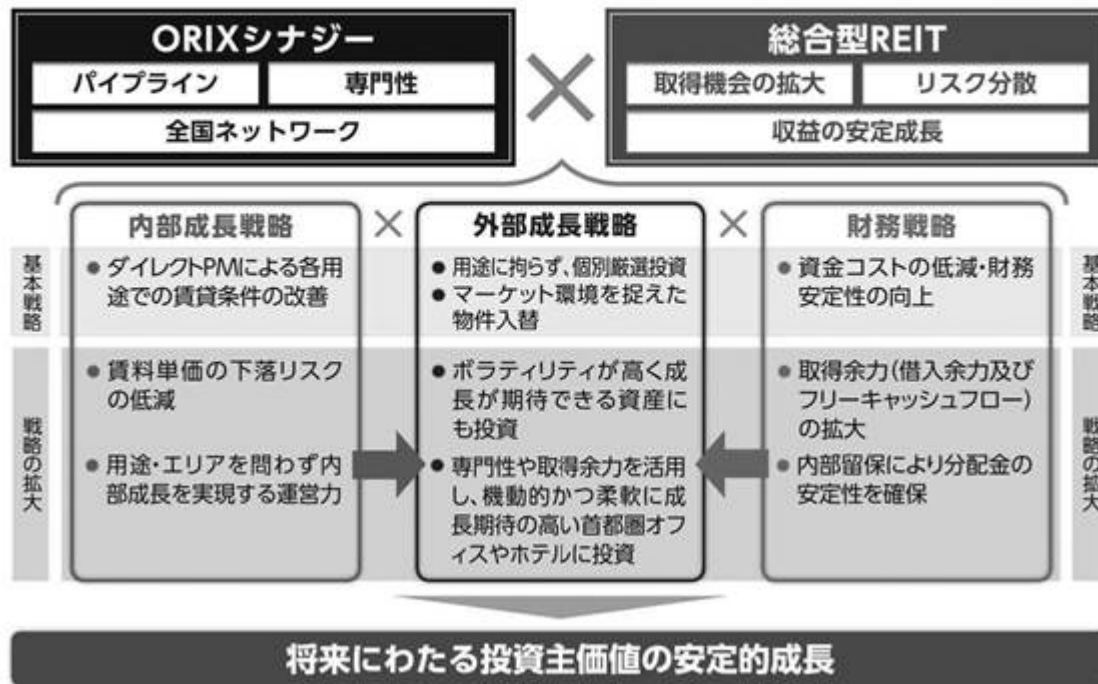 ORIXシナジー
パイプライン
専門性
全国ネットワーク
総合型REIT
取得機会の拡大
リスク分散
収益の安定成長
内部成長戦略
外部成長戦略
財務戦略
基本戦略
● ダイレクトPMによる各用
途での賃貸条件の改善
● 用途に拘らず、個別厳選投資
● マーケット環境を捉えた
物件入替
● 資金コストの低減・財務
安定性の向上
基本戦略
戦略の拡大
● 賃料単価の下落リスク
の低減
● 用途・エリアを問わず内
部成長を実現する運営力
● ボラティリティが高く成
長が期待できる資産に
も投資
● 専門性や取得余力を活用
し、機動的かつ柔軟に成
長期待の高い首都圏オフ
ィスやホテルに投資
● 取得余力(借入余力及び
フリーキャッシュフロー)
の拡大
● 内部留保により分配金の
安定性を確保
戦略の拡大
将来にわたる投資主価値の安定的成長